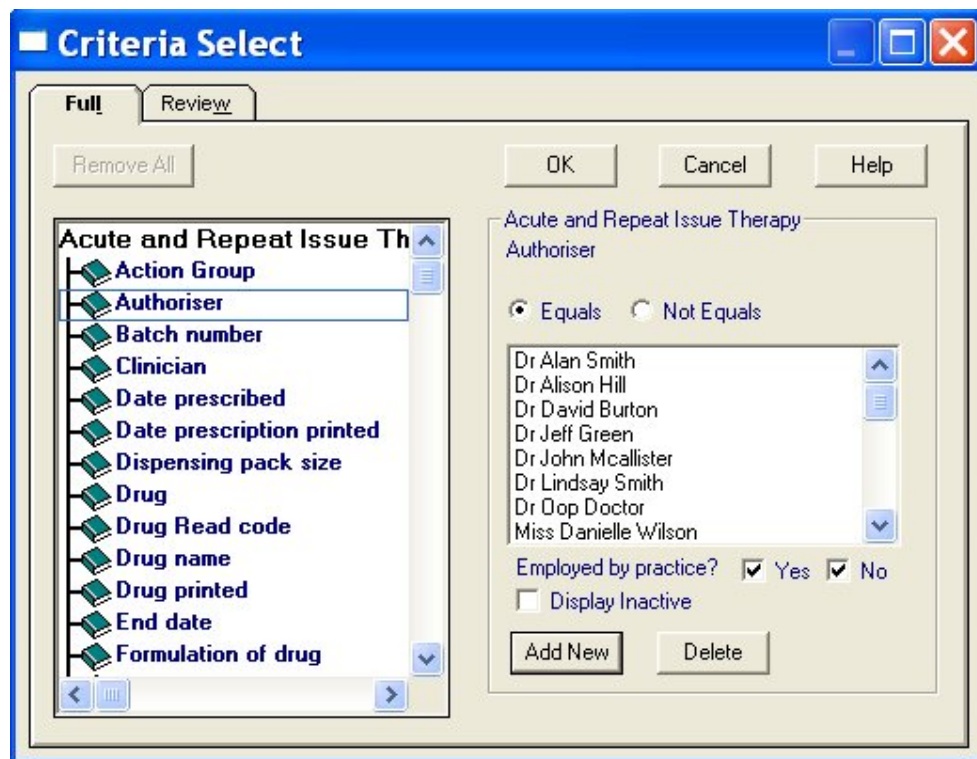 Criteria Select
Full Review
Remove All
OK Cancel Help
Acute and Repeat Issue Th
Action Group
Authoriser
Batch number
Clinician
Date prescribed
Date prescription printed
Dispensing pack size
Drug
Drug Read code
Drug name
Drug printed
End date
Formulation of drug
Acute and Repeat Issue Therapy
Authoriser
Equals Not Equals
Dr Alan Smith
Dr Alison Hill
Dr David Burton
Dr Jeff Green
Dr John Mcallister
Dr Lindsay Smith
Dr Oop Doctor
Miss Danielle Wilson
Employed by practice? Yes No
Display Inactive
Add New Delete